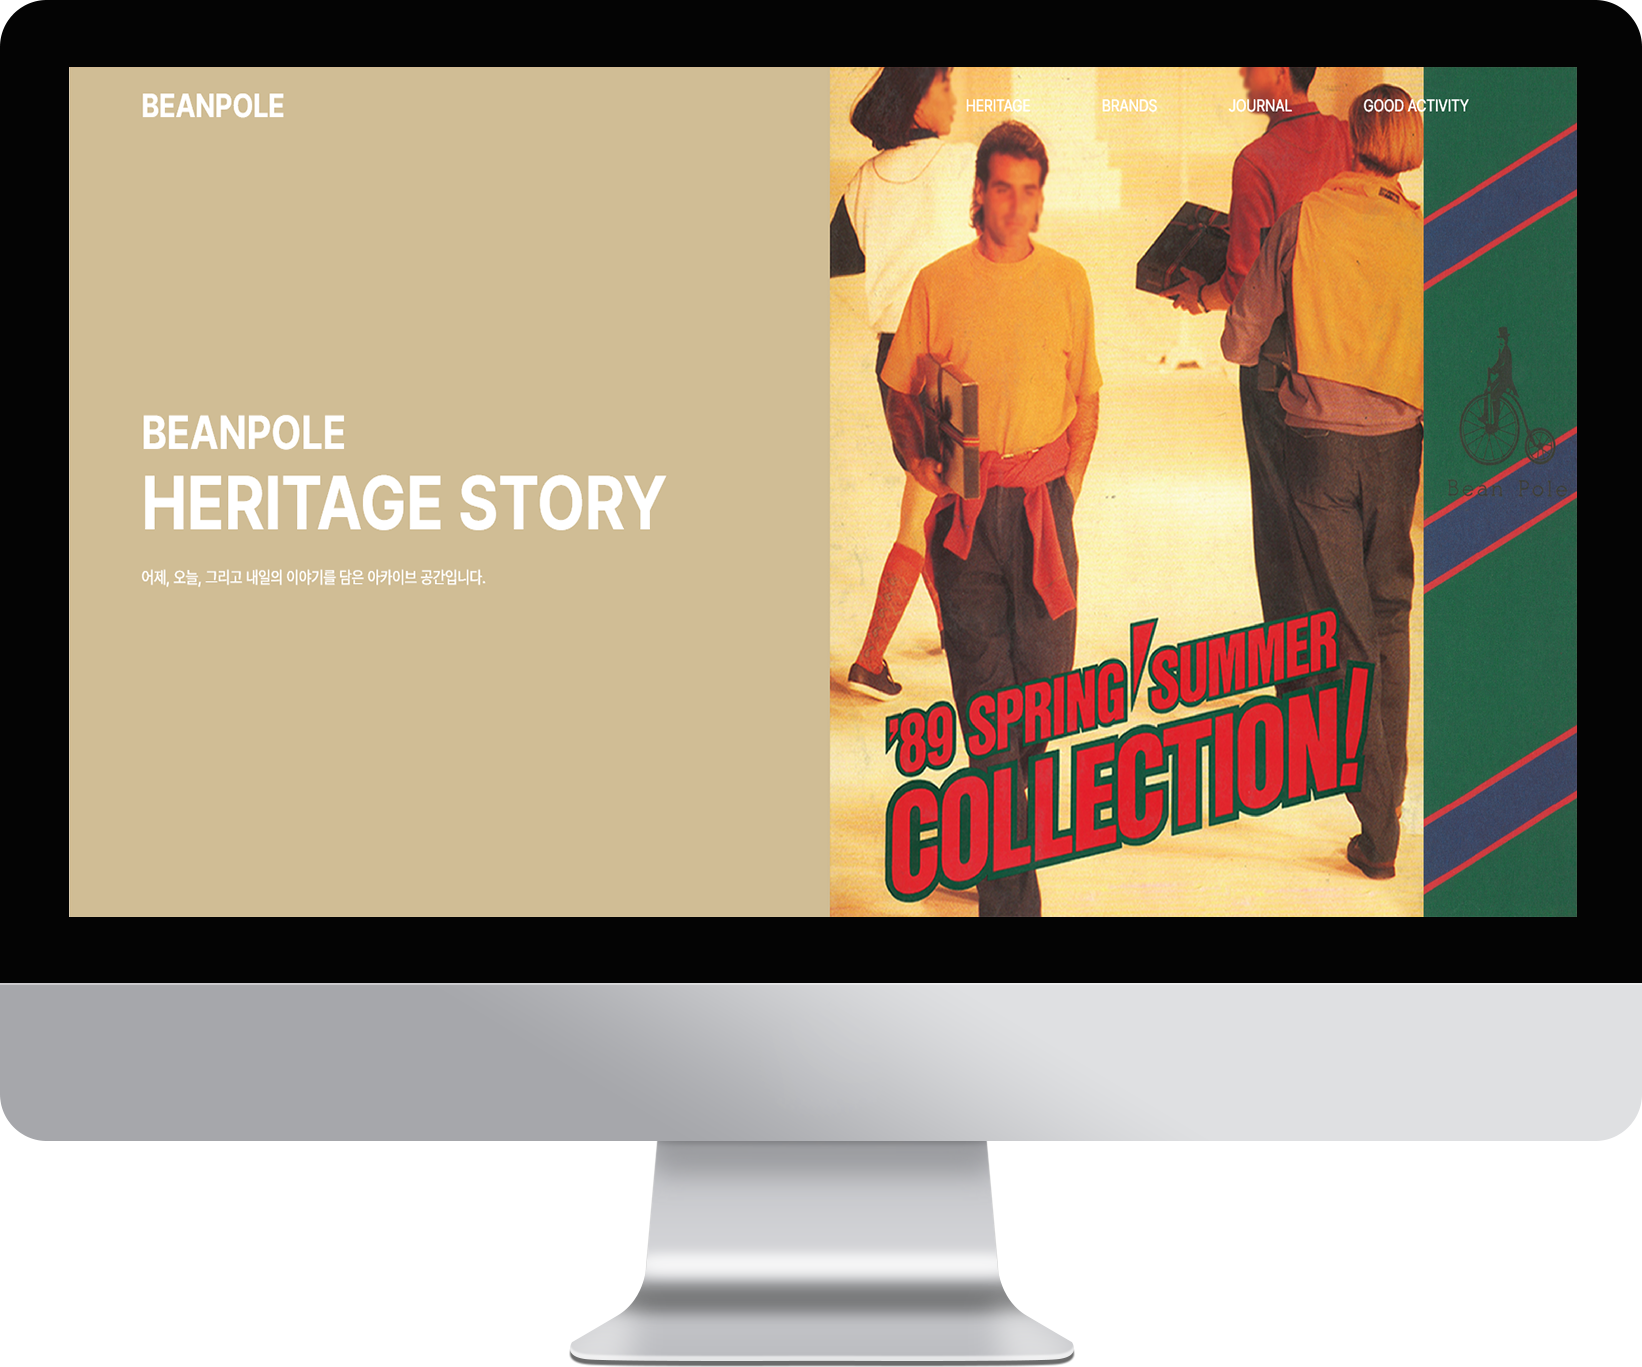 BEANPOLE
HERITAGE
BRANDS
JOURNAL
GOOD ACTIVITY
BEANPOLE
HERITAGE STORY
어제, 오늘, 그리고 내일의 이야기를 담은 아카이브 공간입니다.
'89 SPRING/SUMMER
COLLECTION!
Bean Pole